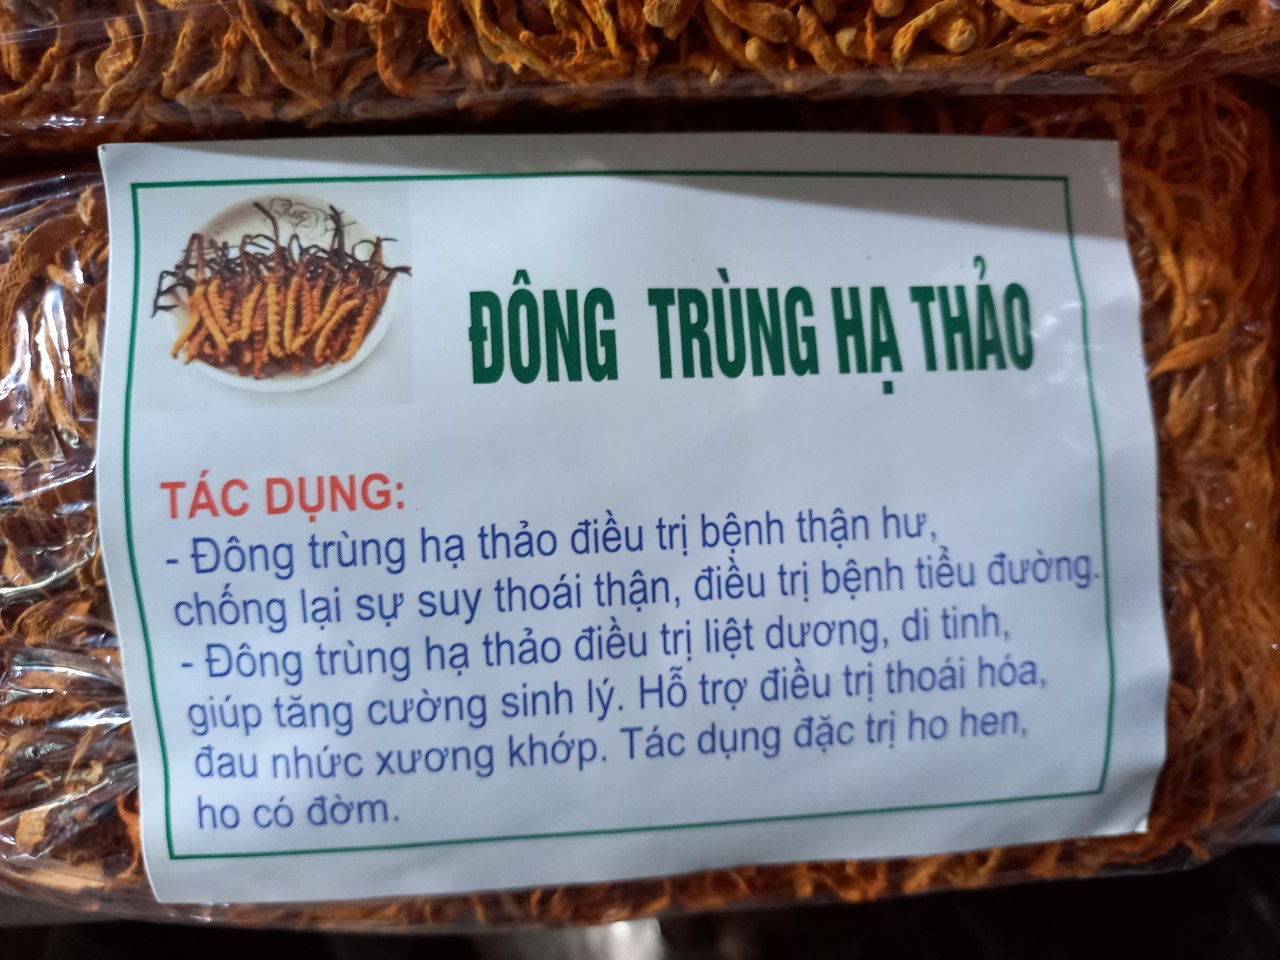 ĐÔNG TRÙNG HẠ THẢO
TÁC DỤNG:
- Đông trùng hạ thảo điều trị bệnh thận hư,
chống lại sự suy thoái thận, điều trị bệnh tiểu đường.
- Đông trùng hạ thảo điều trị liệt dương, di tinh,
giúp tăng cường sinh lý. Hỗ trợ điều trị thoái hóa,
đau nhức xương khớp. Tác dụng đặc trị ho hen,
ho có đờm.